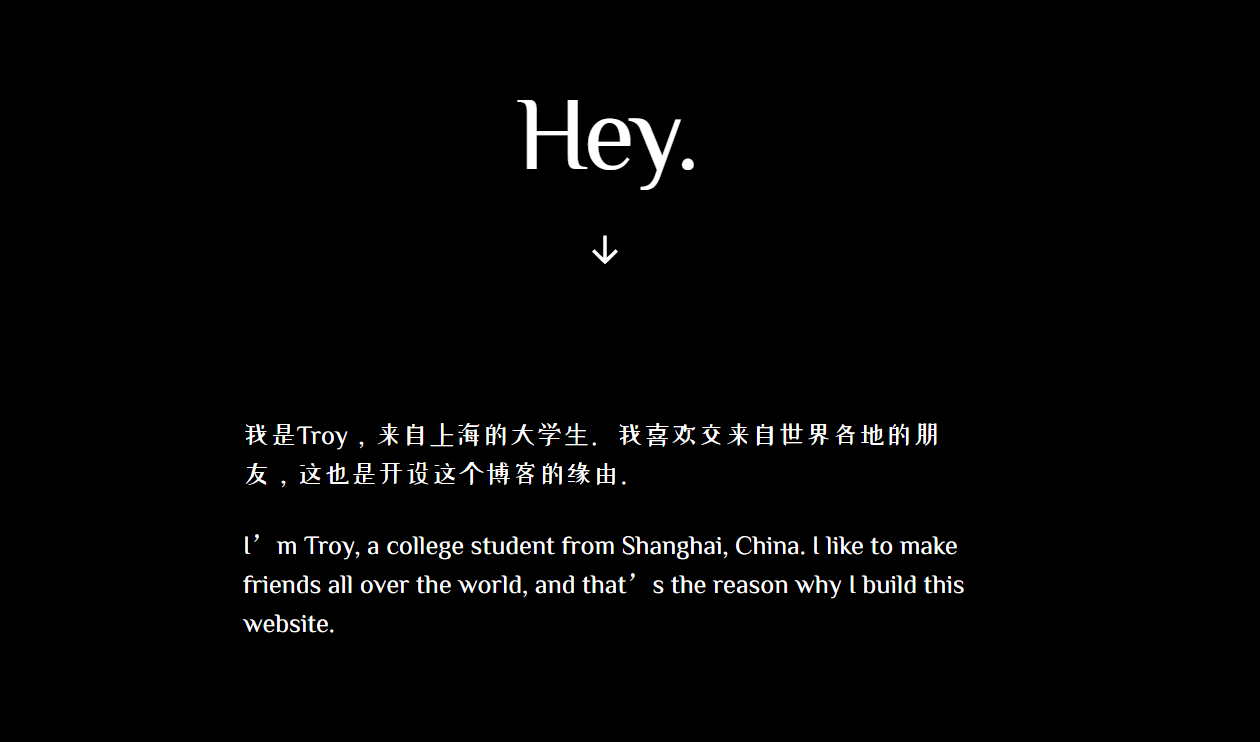 Hey.
↓
我是Troy，来自上海的大学生．我喜欢交来自世界各地的朋
友，这也是开设这个博客的缘由．
I’m Troy, a college student from Shanghai, China. I like to make
friends all over the world, and that’s the reason why I build this
website.